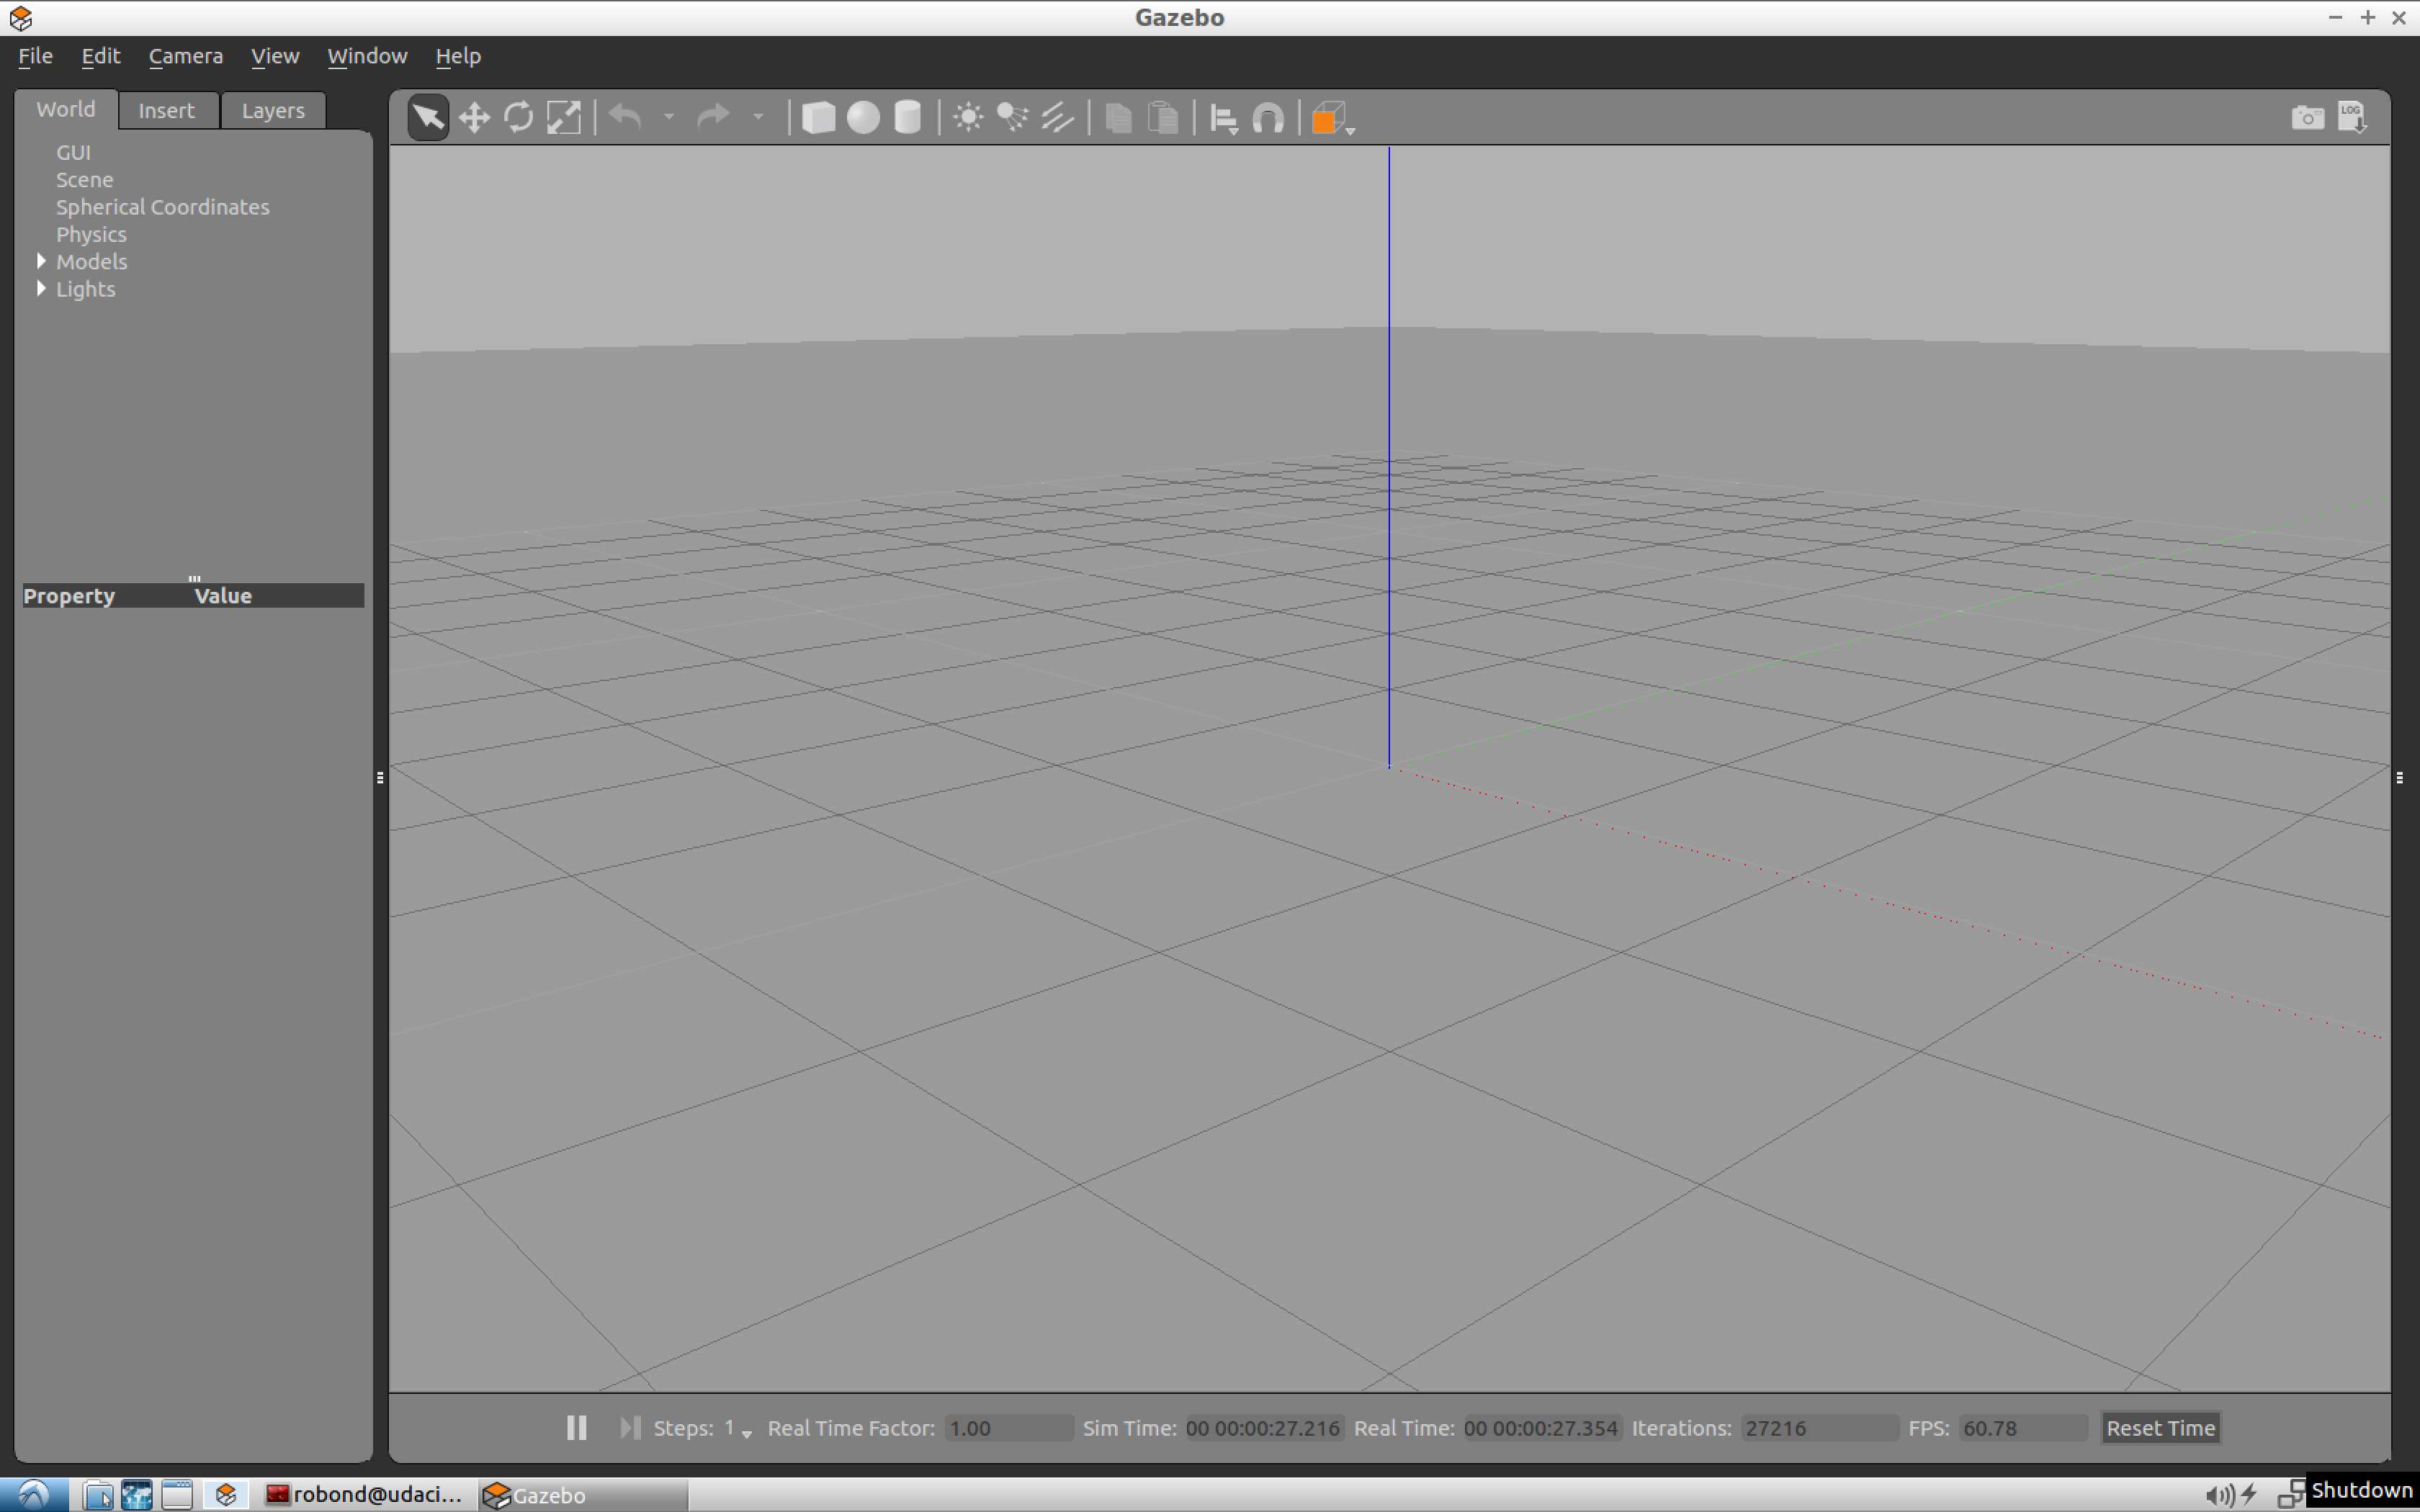 Gazebo
File Edit Camera View Window Help
World Insert Layers
LOG
GUI
Scene
Spherical Coordinates
Physics
Models
Lights
Property Value
Steps: 1 Real Time Factor: 1.00 Sim Time: 00 00:00:27.216 Real Time: 00 00:00:27.354 Iterations: 27216 FPS: 60.78 Reset Time
robond@udaci... Gazebo Shutdown